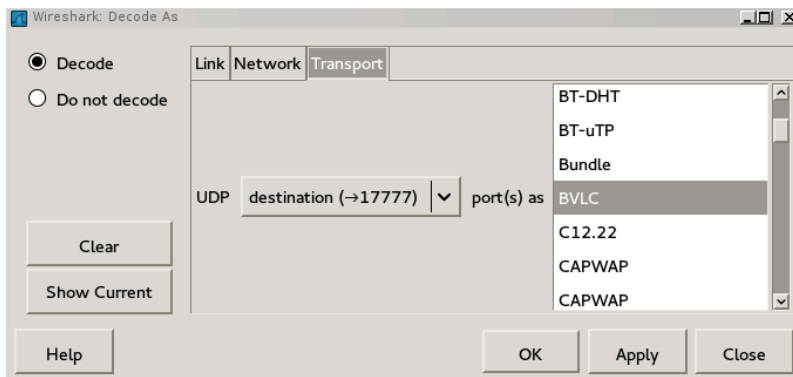 Wireshark: Decode As
Decode
Do not decode
Clear
Show Current
Link Network Transport
UDP destination (→17777) port(s) as
BT-DHT
BT-uTP
Bundle
BVLC
C12.22
CAPWAP
CAPWAP
Help OK Apply Close